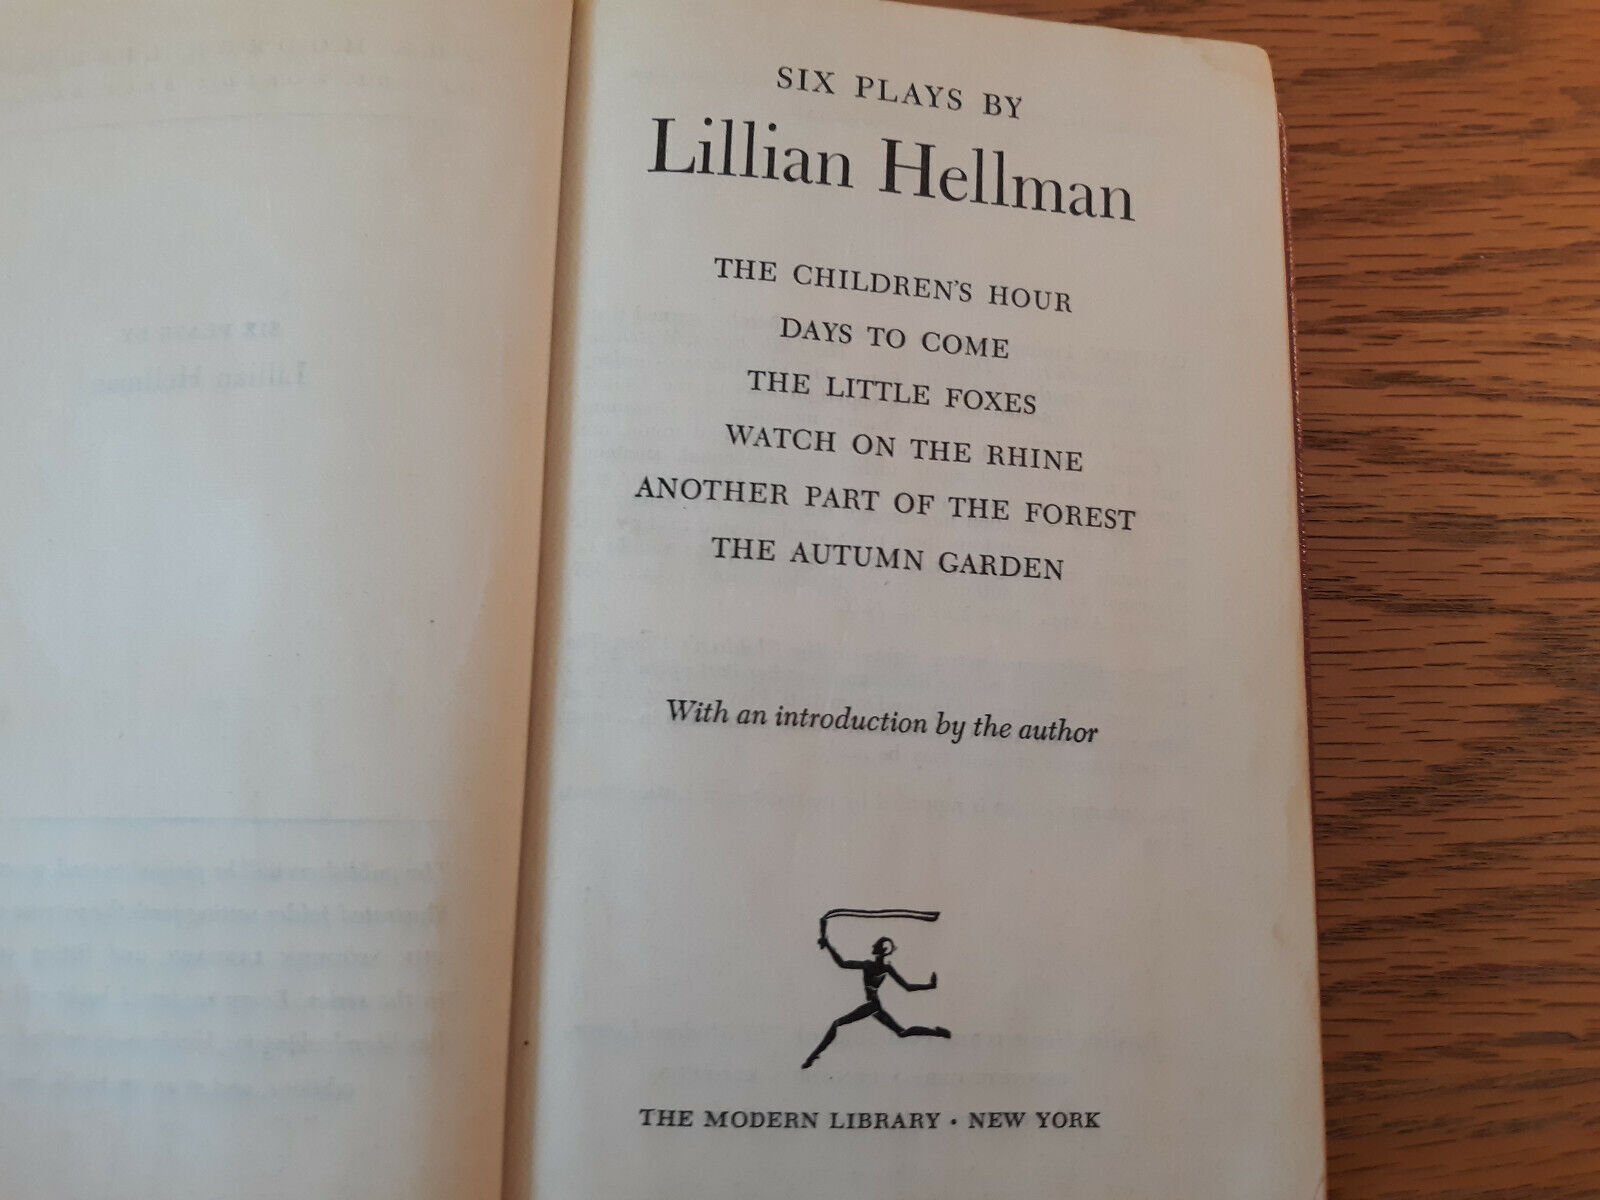 SIX PLAYS BY
Lillian Hellman
THE CHILDREN'S HOUR
DAYS TO COME
THE LITTLE FOXES
WATCH ON THE RHINE
ANOTHER PART OF THE FOREST
THE AUTUMN GARDEN
With an introduction by the author
THE MODERN LIBRARY · NEW YORK